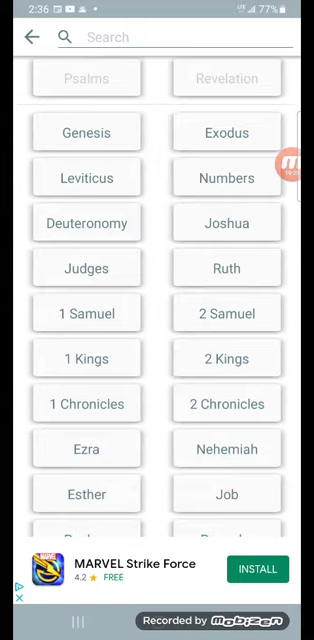 2:36 LTE 77%
Search
Psalms Revelation
Genesis Exodus
Leviticus Numbers
Deuteronomy Joshua
Judges Ruth
1 Samuel 2 Samuel
1 Kings 2 Kings
1 Chronicles 2 Chronicles
Ezra Nehemiah
Esther Job
MARVEL Strike Force
4.2 ★ FREE
INSTALL
Recorded by mobizen